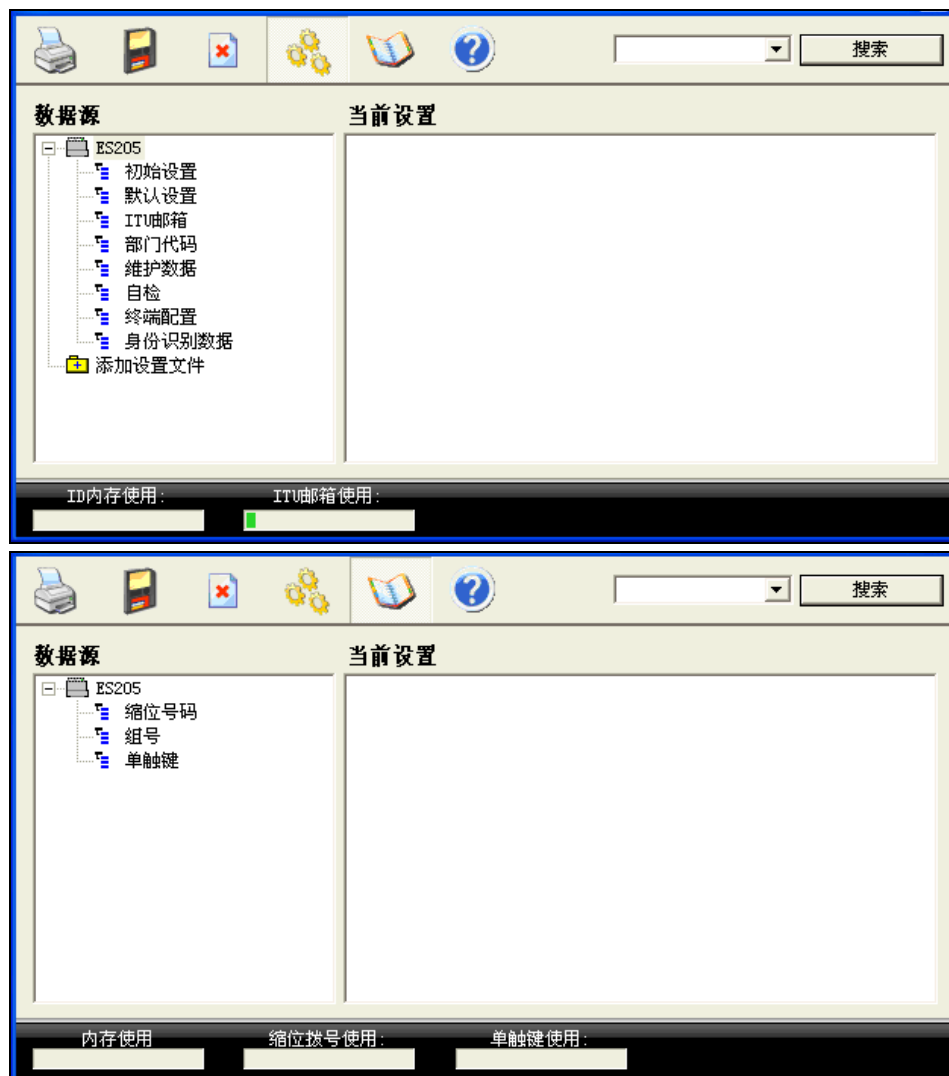 搜索
数据源
当前设置
ES205
初始设置
默认设置
ITU邮箱
部门代码
维护数据
自检
终端配置
身份识别数据
添加设置文件
ID内存使用:
ITU邮箱使用:
搜索
数据源
当前设置
ES205
缩位号码
组号
单触键
内存使用
缩位拨号使用:
单触键使用: